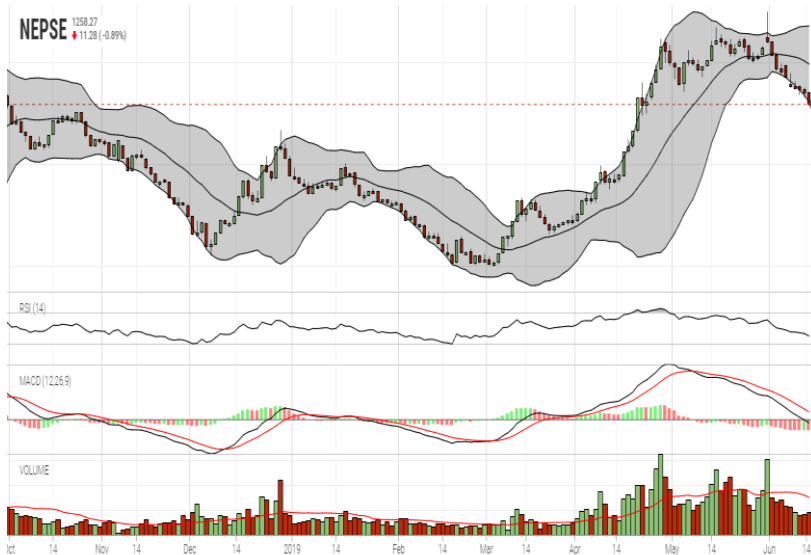 NEPSE 1258.27
11.28 (-0.89%)
RSI (14)
MACD (12,26,9)
VOLUME
Oct 14 Nov 14 Dec 14 2019 14 Feb 14 Mar 14 Apr 14 May 14 Jun 14